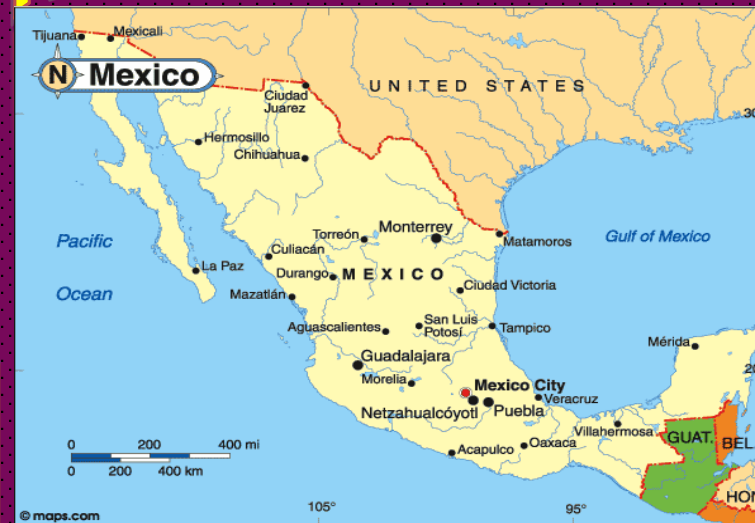 Tijuana
Mexicali
N Mexico
UNITED STATES
Ciudad
Juarez
30
Hermosillo
Chihuahua
Pacific
Ocean
Monterrey
Torreón
Matamoros
Gulf of Mexico
Culiacán
La Paz
Durango
MEXICO
Mazatlán
Ciudad Victoria
Aguascalientes
San Luis
Potosí
Tampico
Mérida
Guadalajara
Morelia
Mexico City
20
Netzahualcóyotl
Puebla
Veracruz
Villahermosa
GUAT.
BEL
Acapulco
Oaxaca
0 200 400 mi
0 200 400 km
HON
105°
95°
© maps.com